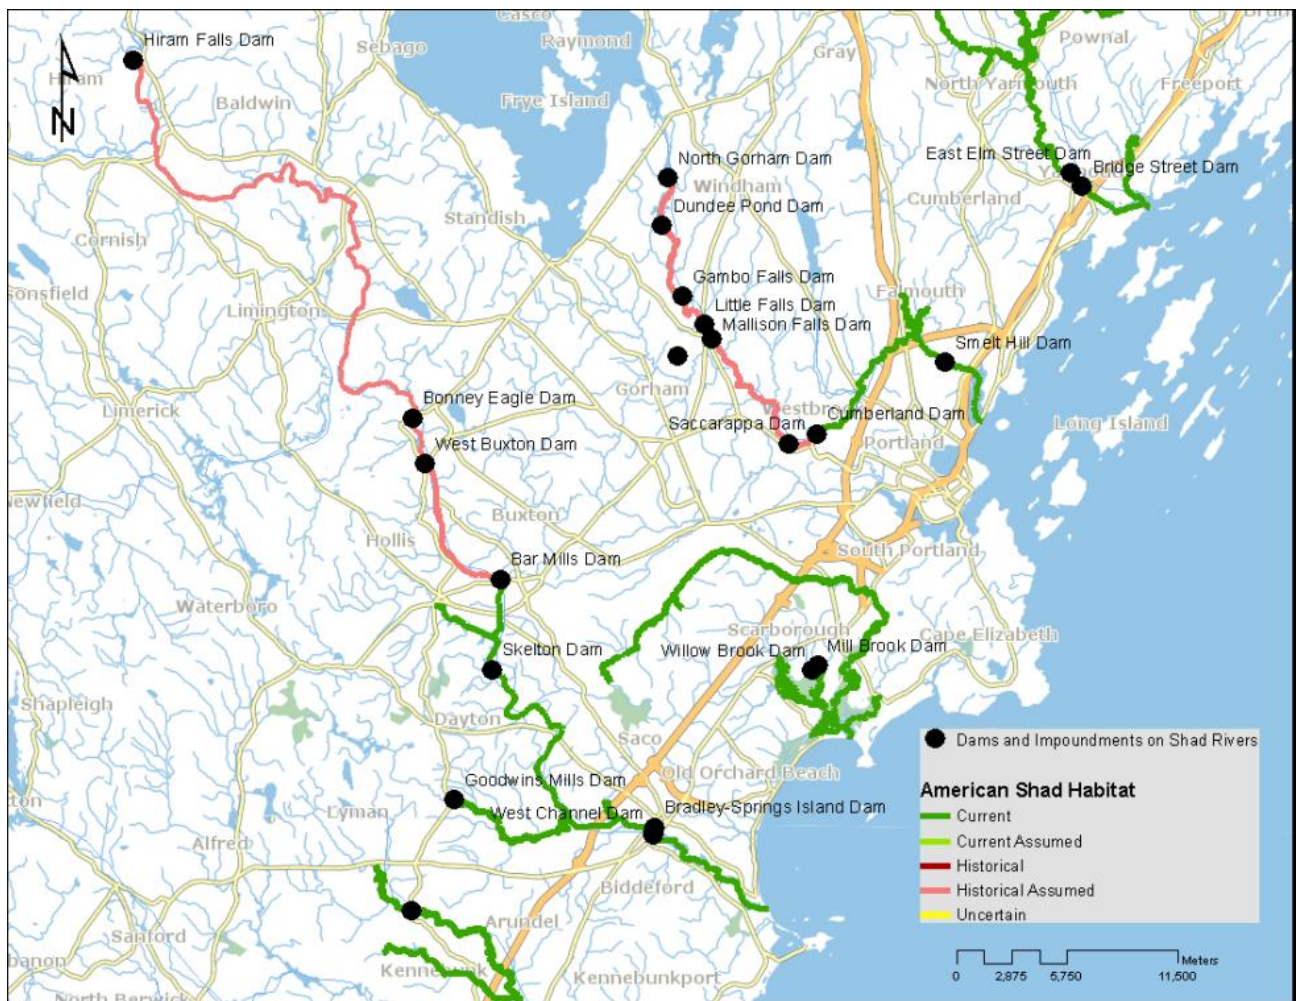 Casco
Hiram Falls Dam
Sebago
Raymond
Gray
Pownal
Hiram
Baldwin
Frye Island
North Yarmouth
Freeport
N
North Gorham Dam
East Elm Street Dam
Bridge Street Dam
Windham
Cumberland
Dundee Pond Dam
Standish
Cornish
Gambo Falls Dam
Falmouth
Limington
Little Falls Dam
Mallison Falls Dam
Smelt Hill Dam
Gorham
Bonney Eagle Dam
Limerick
Cumberland Dam
Saccarappa Dam
Portland
Long Island
West Buxton Dam
Buxton
Hollis
South Portland
Bar Mills Dam
Waterboro
Scarborough
Cape Elizabeth
Skelton Dam
Willow Brook Dam
Mill Brook Dam
Shapleigh
Dayton
Saco
Old Orchard Beach
Goodwins Mills Dam
Lyman
West Channel Dam
Bradley-Springs Island Dam
Alfred
Biddeford
Arundel
Sanford
Kennebunk
Kennebunkport
North Berwick
Dams and Impoundments on Shad Rivers
American Shad Habitat
Current
Current Assumed
Historical
Historical Assumed
Uncertain
Meters
0 2,875 5,750 11,500